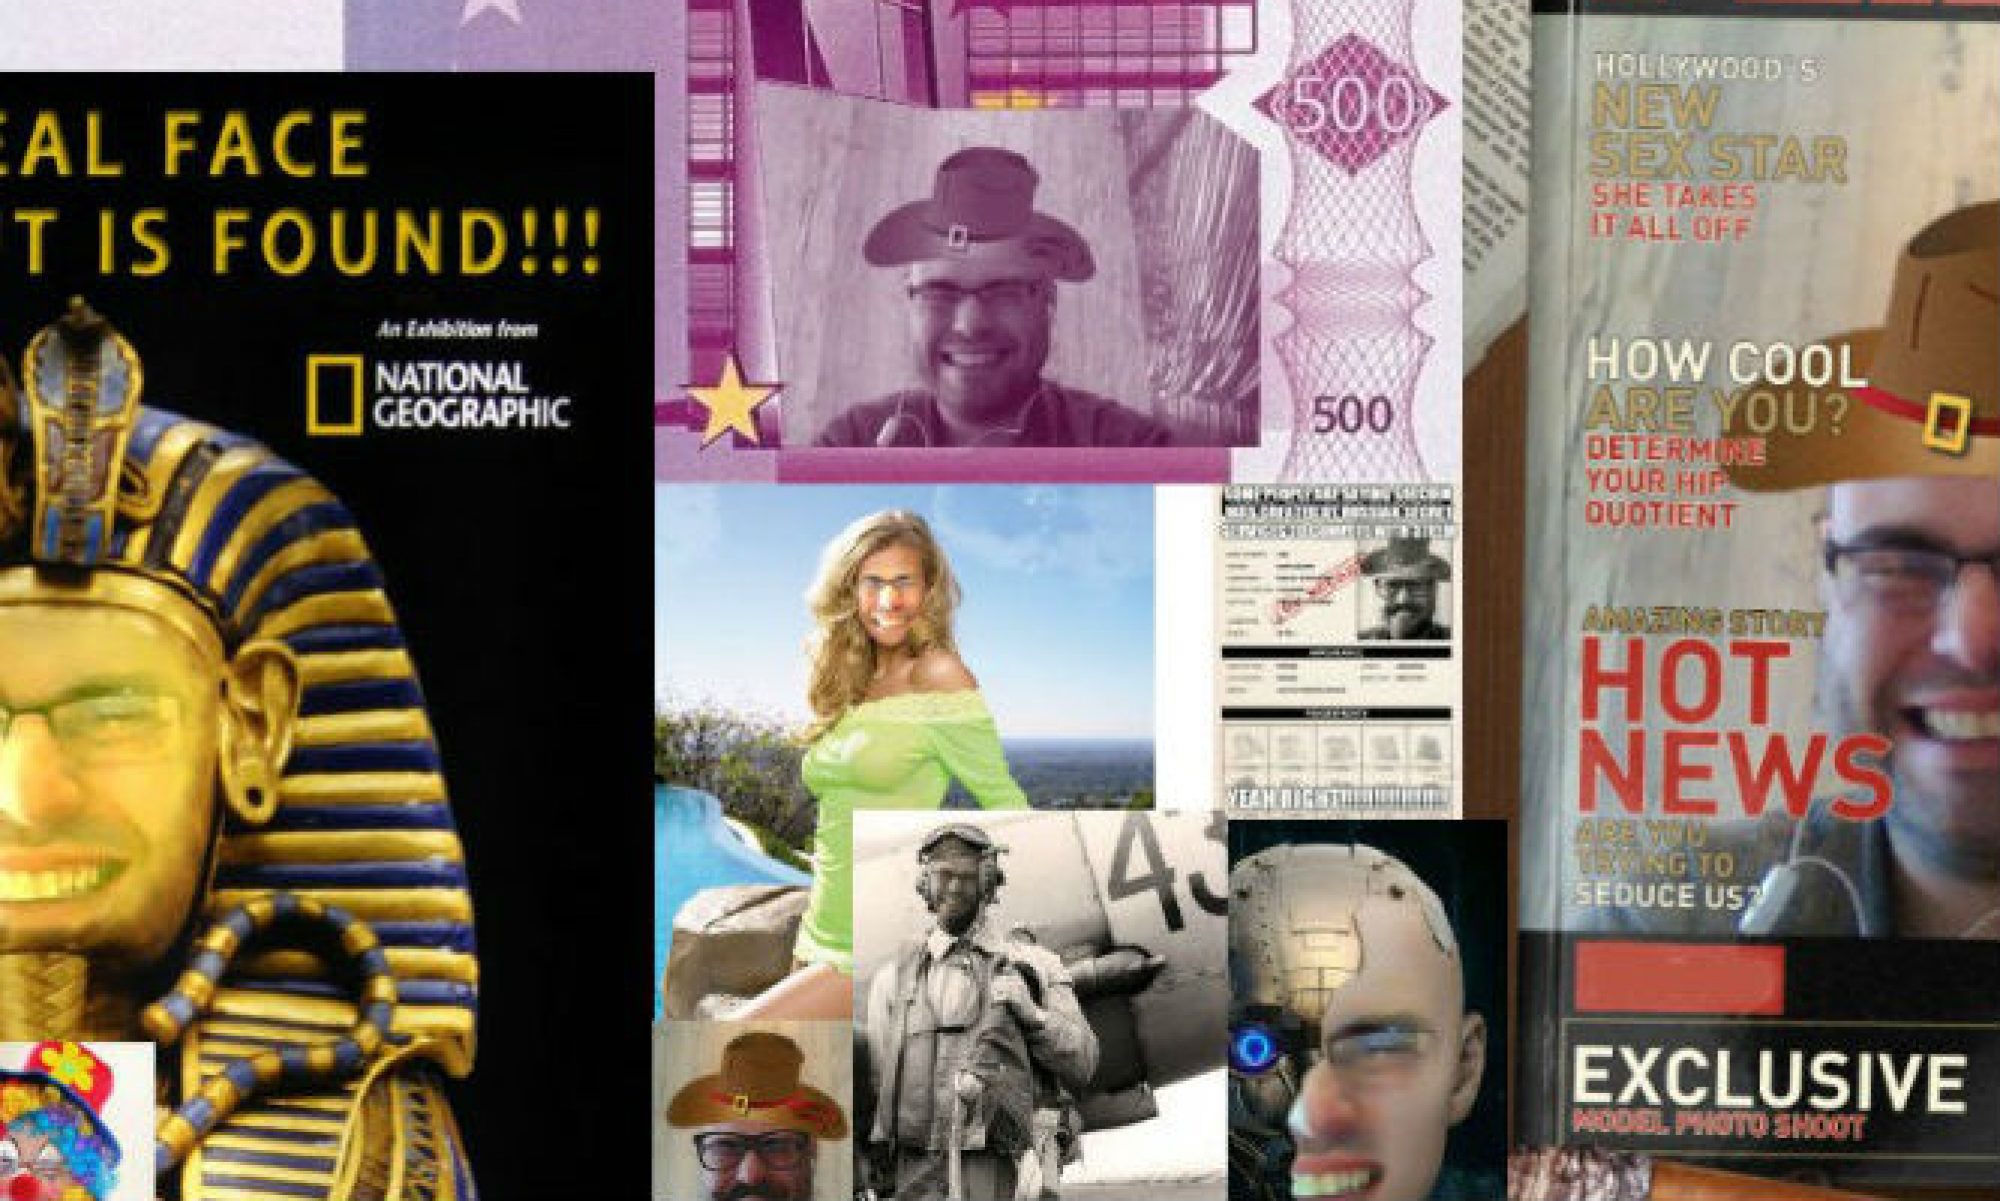 EAL FACE
T IS FOUND!!!
An Exhibition from
NATIONAL
GEOGRAPHIC
500
500
YEAH RIGHT!!!!!!!!!!!!!!!!!!
43
HOLLYWOOD'S
NEW
SEX STAR
SHE TAKES
IT ALL OFF
HOW COOL
ARE YOU?
DETERMINE
YOUR HIP
QUOTIENT
AMAZING STORY
HOT
NEWS
ARE YOU
TRYING TO
SEDUCE US?
EXCLUSIVE
MODEL PHOTO SHOOT